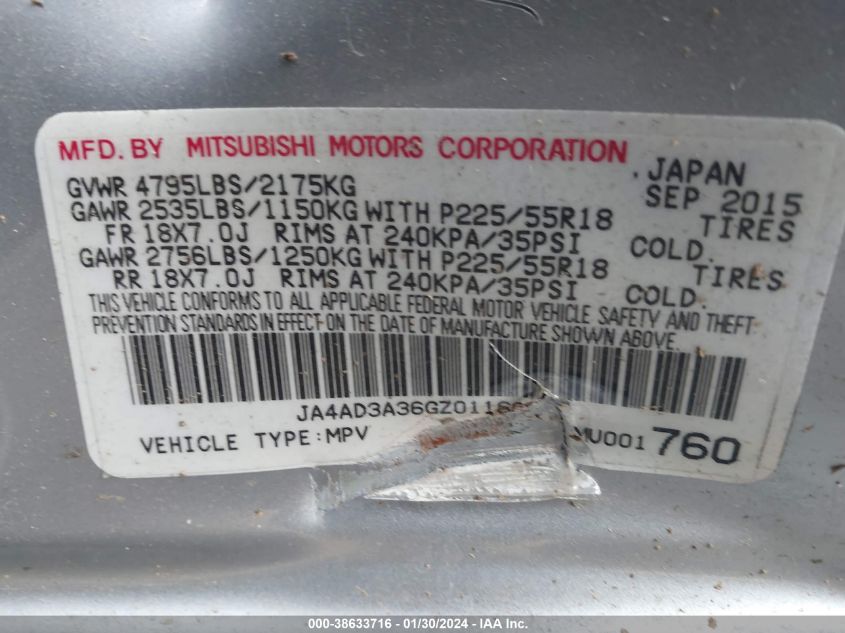 MFD. BY MITSUBISHI MOTORS CORPORATION . JAPAN
GVWR 4795LBS/2175KG SEP 2015
GAWR 2535LBS/1150KG WITH P225/55R18 TIRES
FR 18X7.0J RIMS AT 240KPA/35PSI COLD.
GAWR 2756LBS/1250KG WITH P225/55R18 TIRES
RR 18X7.0J RIMS AT 240KPA/35PSI COLD.
THIS VEHICLE CONFORMS TO ALL APPLICABLE FEDERAL MOTOR VEHICLE SAFETY AND THEFT
PREVENTION STANDARDS IN EFFECT ON THE DATE OF MANUFACTURE SHOWN ABOVE.
JA4AD3A36GZ0116
VEHICLE TYPE:MPV MU001 760
000-38633716 - 01/30/2024 - IAA Inc.